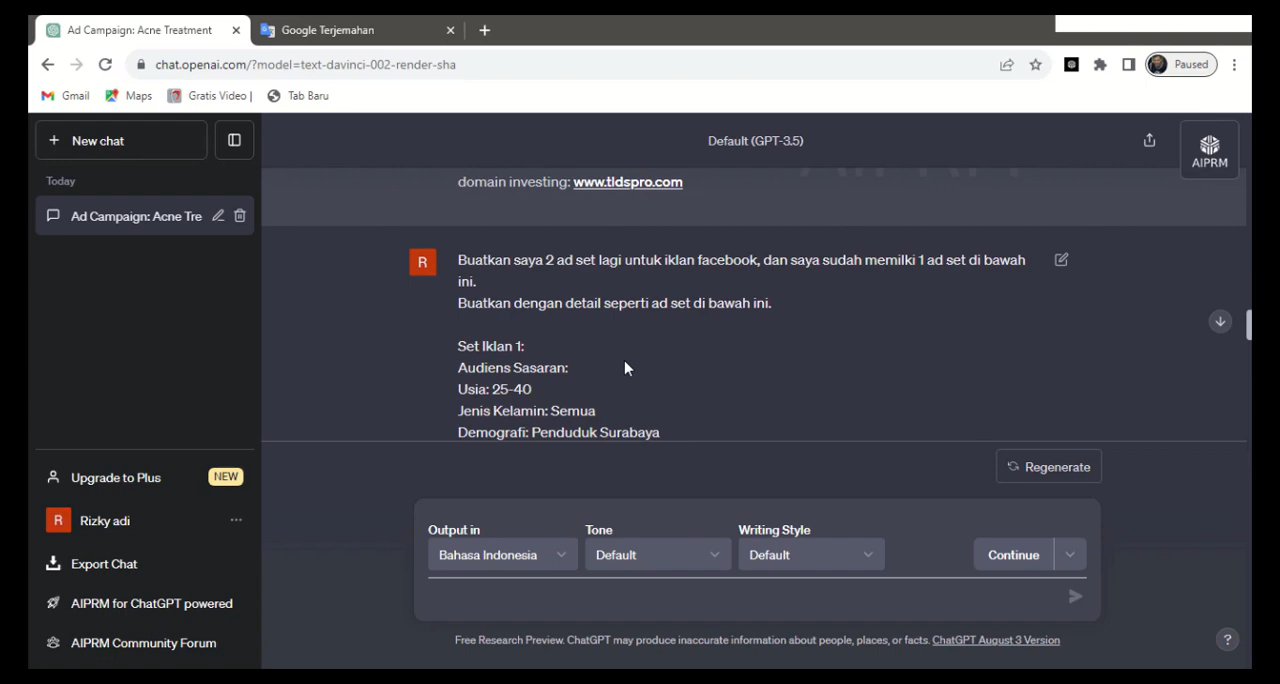 Ad Campaign: Acne Treatment
Google Terjemahan
chat.openai.com/?model=text-davinci-002-render-sha
Paused
Gmail
Maps
Gratis Video |
Tab Baru
New chat
Default (GPT-3.5)
AIPRM
Today
domain investing: www.tldspro.com
Ad Campaign: Acne Tre
R
Buatkan saya 2 ad set lagi untuk iklan facebook, dan saya sudah memilki 1 ad set di bawah
ini.
Buatkan dengan detail seperti ad set di bawah ini.
Set Iklan 1:
Audiens Sasaran:
Usia: 25-40
Jenis Kelamin: Semua
Demografi: Penduduk Surabaya
Regenerate
Upgrade to Plus
NEW
R
Rizky adi
Export Chat
AIPRM for ChatGPT powered
AIPRM Community Forum
Output in
Tone
Writing Style
Bahasa Indonesia
Default
Default
Continue
Free Research Preview. ChatGPT may produce inaccurate information about people, places, or facts. ChatGPT August 3 Version
?